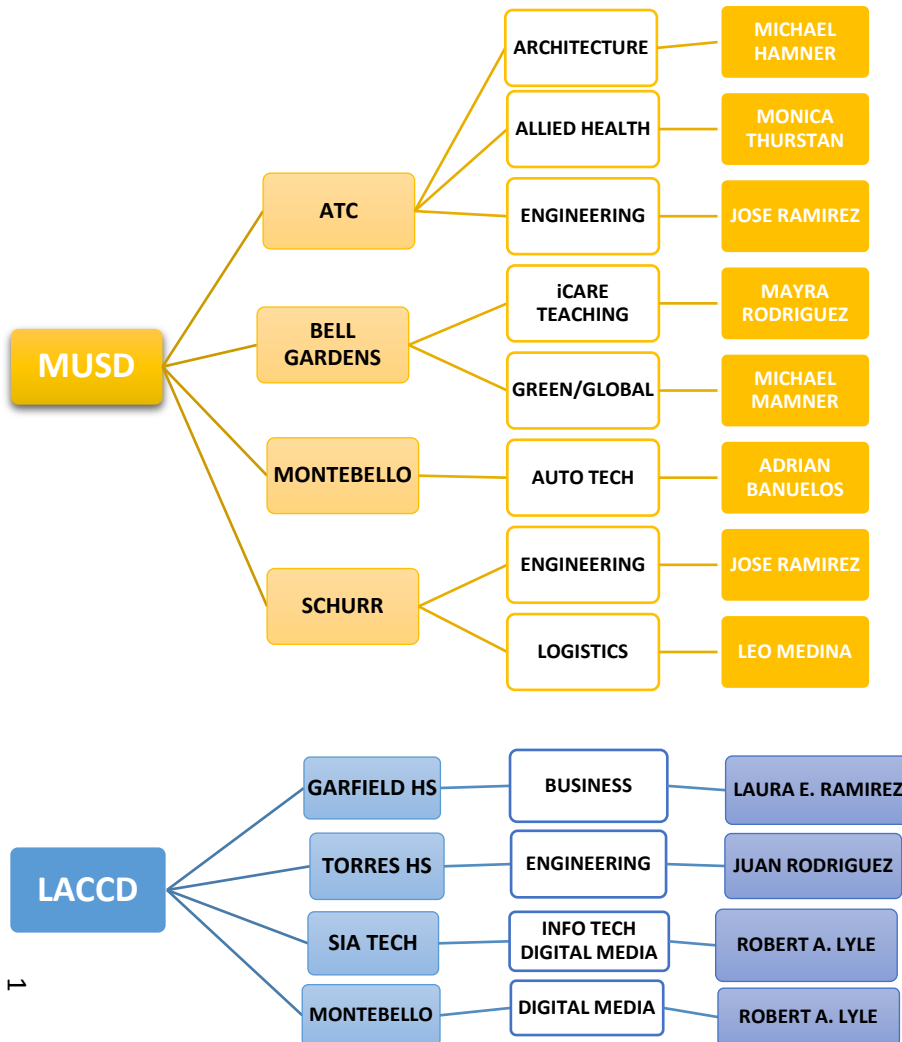 MUSD
ATC
ARCHITECTURE
MICHAEL
HAMNER
ALLIED HEALTH
MONICA
THURSTAN
ENGINEERING
JOSE RAMIREZ
BELL
GARDENS
iCARE
TEACHING
MAYRA
RODRIGUEZ
GREEN/GLOBAL
MICHAEL
MAMNER
MONTEBELLO
AUTO TECH
ADRIAN
BANUELOS
SCHURR
ENGINEERING
JOSE RAMIREZ
LOGISTICS
LEO MEDINA
LACCD
GARFIELD HS
BUSINESS
LAURA E. RAMIREZ
TORRES HS
ENGINEERING
JUAN RODRIGUEZ
SIA TECH
INFO TECH
DIGITAL MEDIA
ROBERT A. LYLE
MONTEBELLO
DIGITAL MEDIA
ROBERT A. LYLE
1